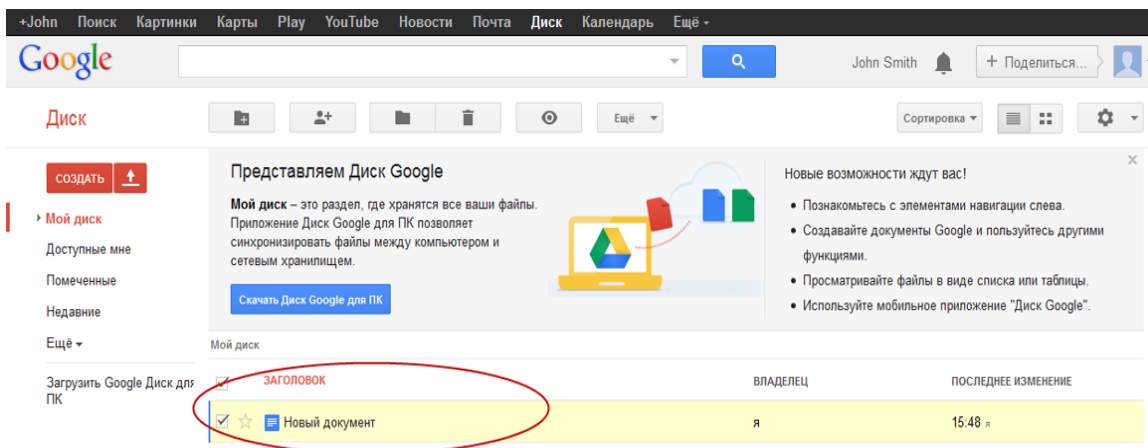 +John Поиск Картинки Карты Play YouTube Новости Почта Диск Календарь Ещё
Google John Smith + Поделиться...
Диск Ещё Сортировка
СОЗДАТЬ
Мой диск
Доступные мне
Помеченные
Недавние
Ещё
Загрузить Google Диск для
ПК
Представляем Диск Google
Мой диск – это раздел, где хранятся все ваши файлы.
Приложение Диск Google для ПК позволяет
синхронизировать файлы между компьютером и
сетевым хранилищем.
Скачать Диск Google для ПК
Новые возможности ждут вас!
• Познакомьтесь с элементами навигации слева.
• Создавайте документы Google и пользуйтесь другими
функциями.
• Просматривайте файлы в виде списка или таблицы.
• Используйте мобильное приложение "Диск Google".
Мой диск
ЗАГОЛОВОК ВЛАДЕЛЕЦ ПОСЛЕДНЕЕ ИЗМЕНЕНИЕ
Новый документ я 15:48 я